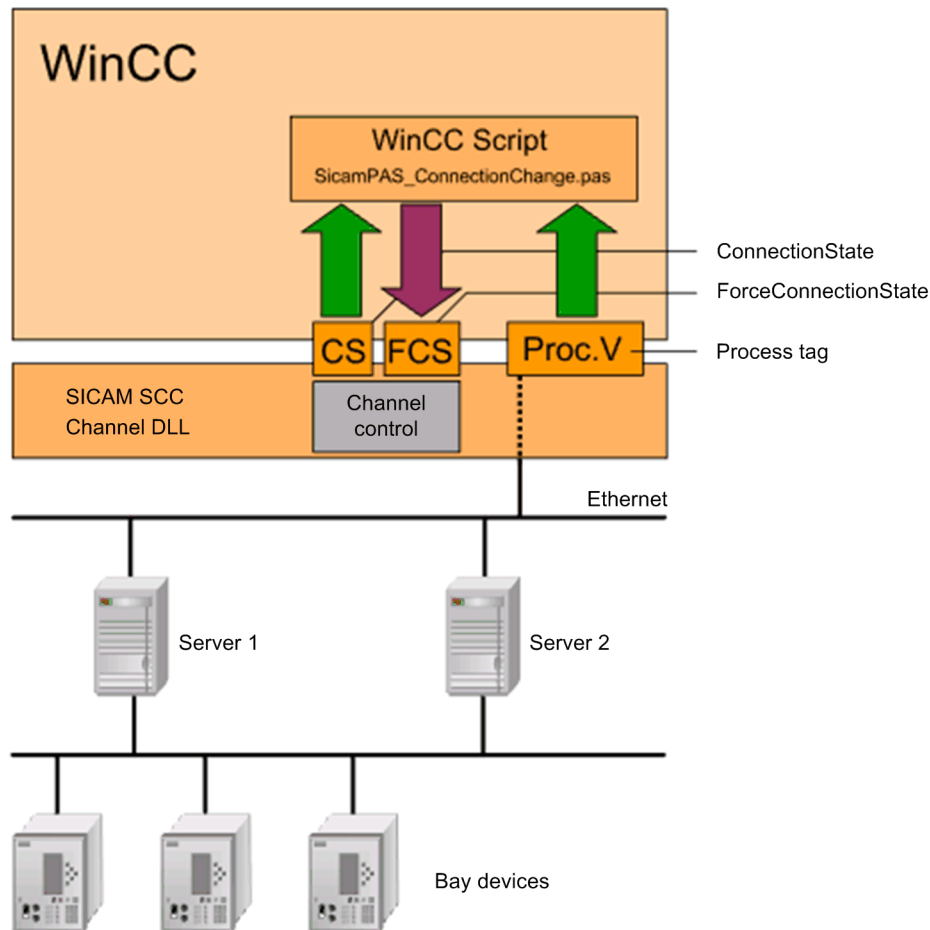 WinCC
WinCC Script
SicamPAS_ConnectionChange.pas
ConnectionState
ForceConnectionState
CS
FCS
Proc.V
Process tag
SICAM SCC
Channel DLL
Channel
control
Ethernet
Server 1
Server 2
Bay devices